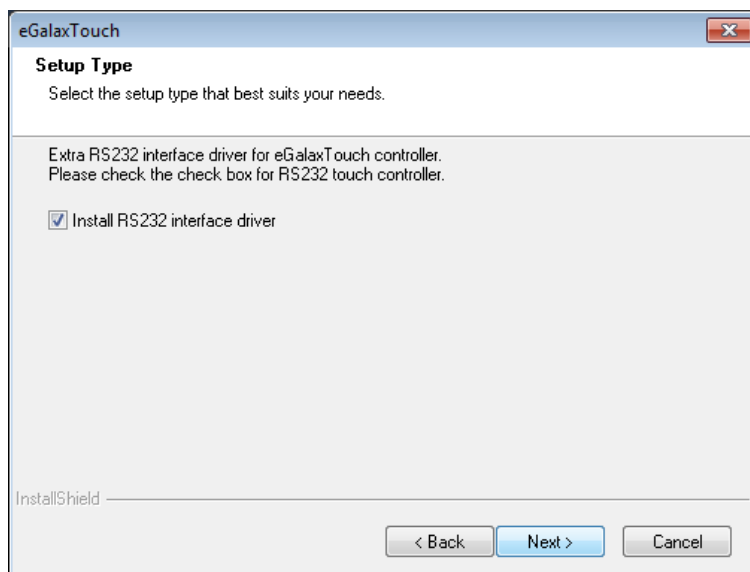 eGalaxTouch
Setup Type
Select the setup type that best suits your needs.
Extra RS232 interface driver for eGalaxTouch controller.
Please check the check box for RS232 touch controller.
Install RS232 interface driver
InstallShield
< Back Next > Cancel